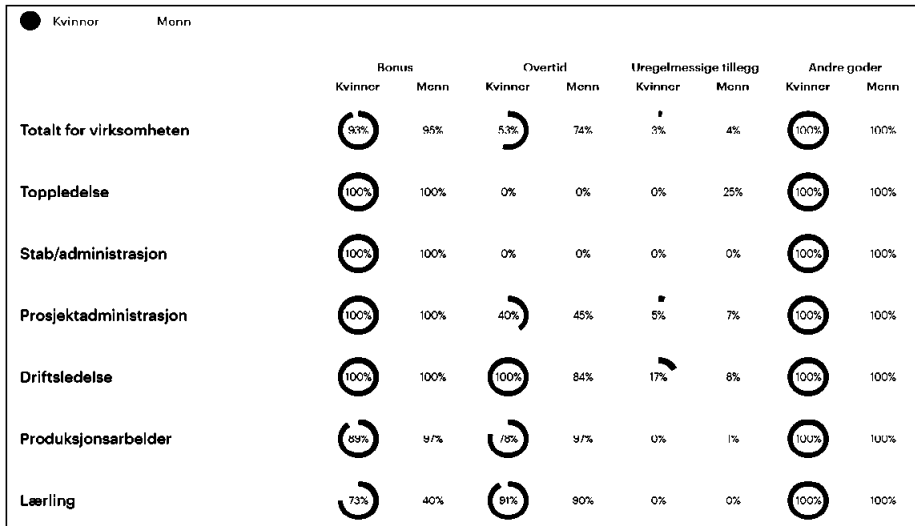 Kvinnor Menn
Bonus Overtid Uregelmessige tillegg Andre goder
Kvinner Menn Kvinner Menn Kvinner Menn Kvinner Menn
Totalt for virksomheten 93% 95% 53% 74% 3% 4% 100% 100%
Toppledelse 100% 100% 0% 0% 0% 25% 100% 100%
Stab/administrasjon 100% 100% 0% 0% 0% 0% 100% 100%
Prosjektadministrasjon 100% 100% 40% 45% 5% 7% 100% 100%
Driftsledelse 100% 100% 100% 84% 17% 8% 100% 100%
Produksjonsarbeider 89% 97% 78% 97% 0% 1% 100% 100%
Lærling 73% 40% 91% 90% 0% 0% 100% 100%